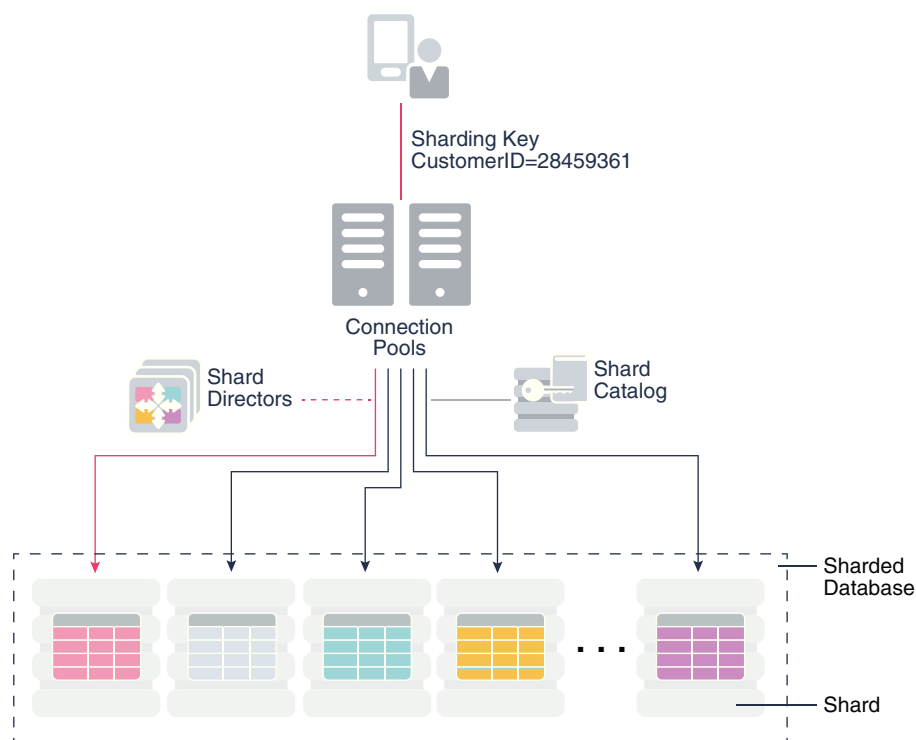 Sharding Key
CustomerID=28459361
Connection
Pools
Shard
Directors
Shard
Catalog
. . .
Sharded
Database
Shard